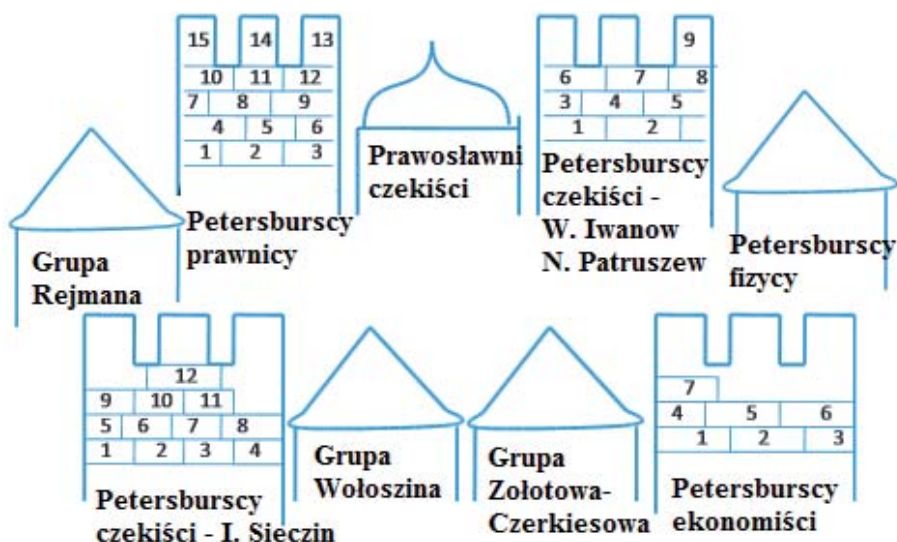 15 14 13
10 11 12
7 8 9
4 5 6
1 2 3
Petersburscy
prawnicy
Prawosławni
czekiści
9
6 7 8
3 4 5
1 2
Petersburscy
czekiści -
W. Iwanow
N. Patruszew
Grupa
Rejmana
Petersburscy
fizycy
12
9 10 11
5 6 7 8
1 2 3 4
Petersburscy
czekiści - I. Sieczin
Grupa
Wołoszina
Grupa
Zołotowa-
Czerkiesowa
7
4 5 6
1 2 3
Petersburscy
ekonomiści